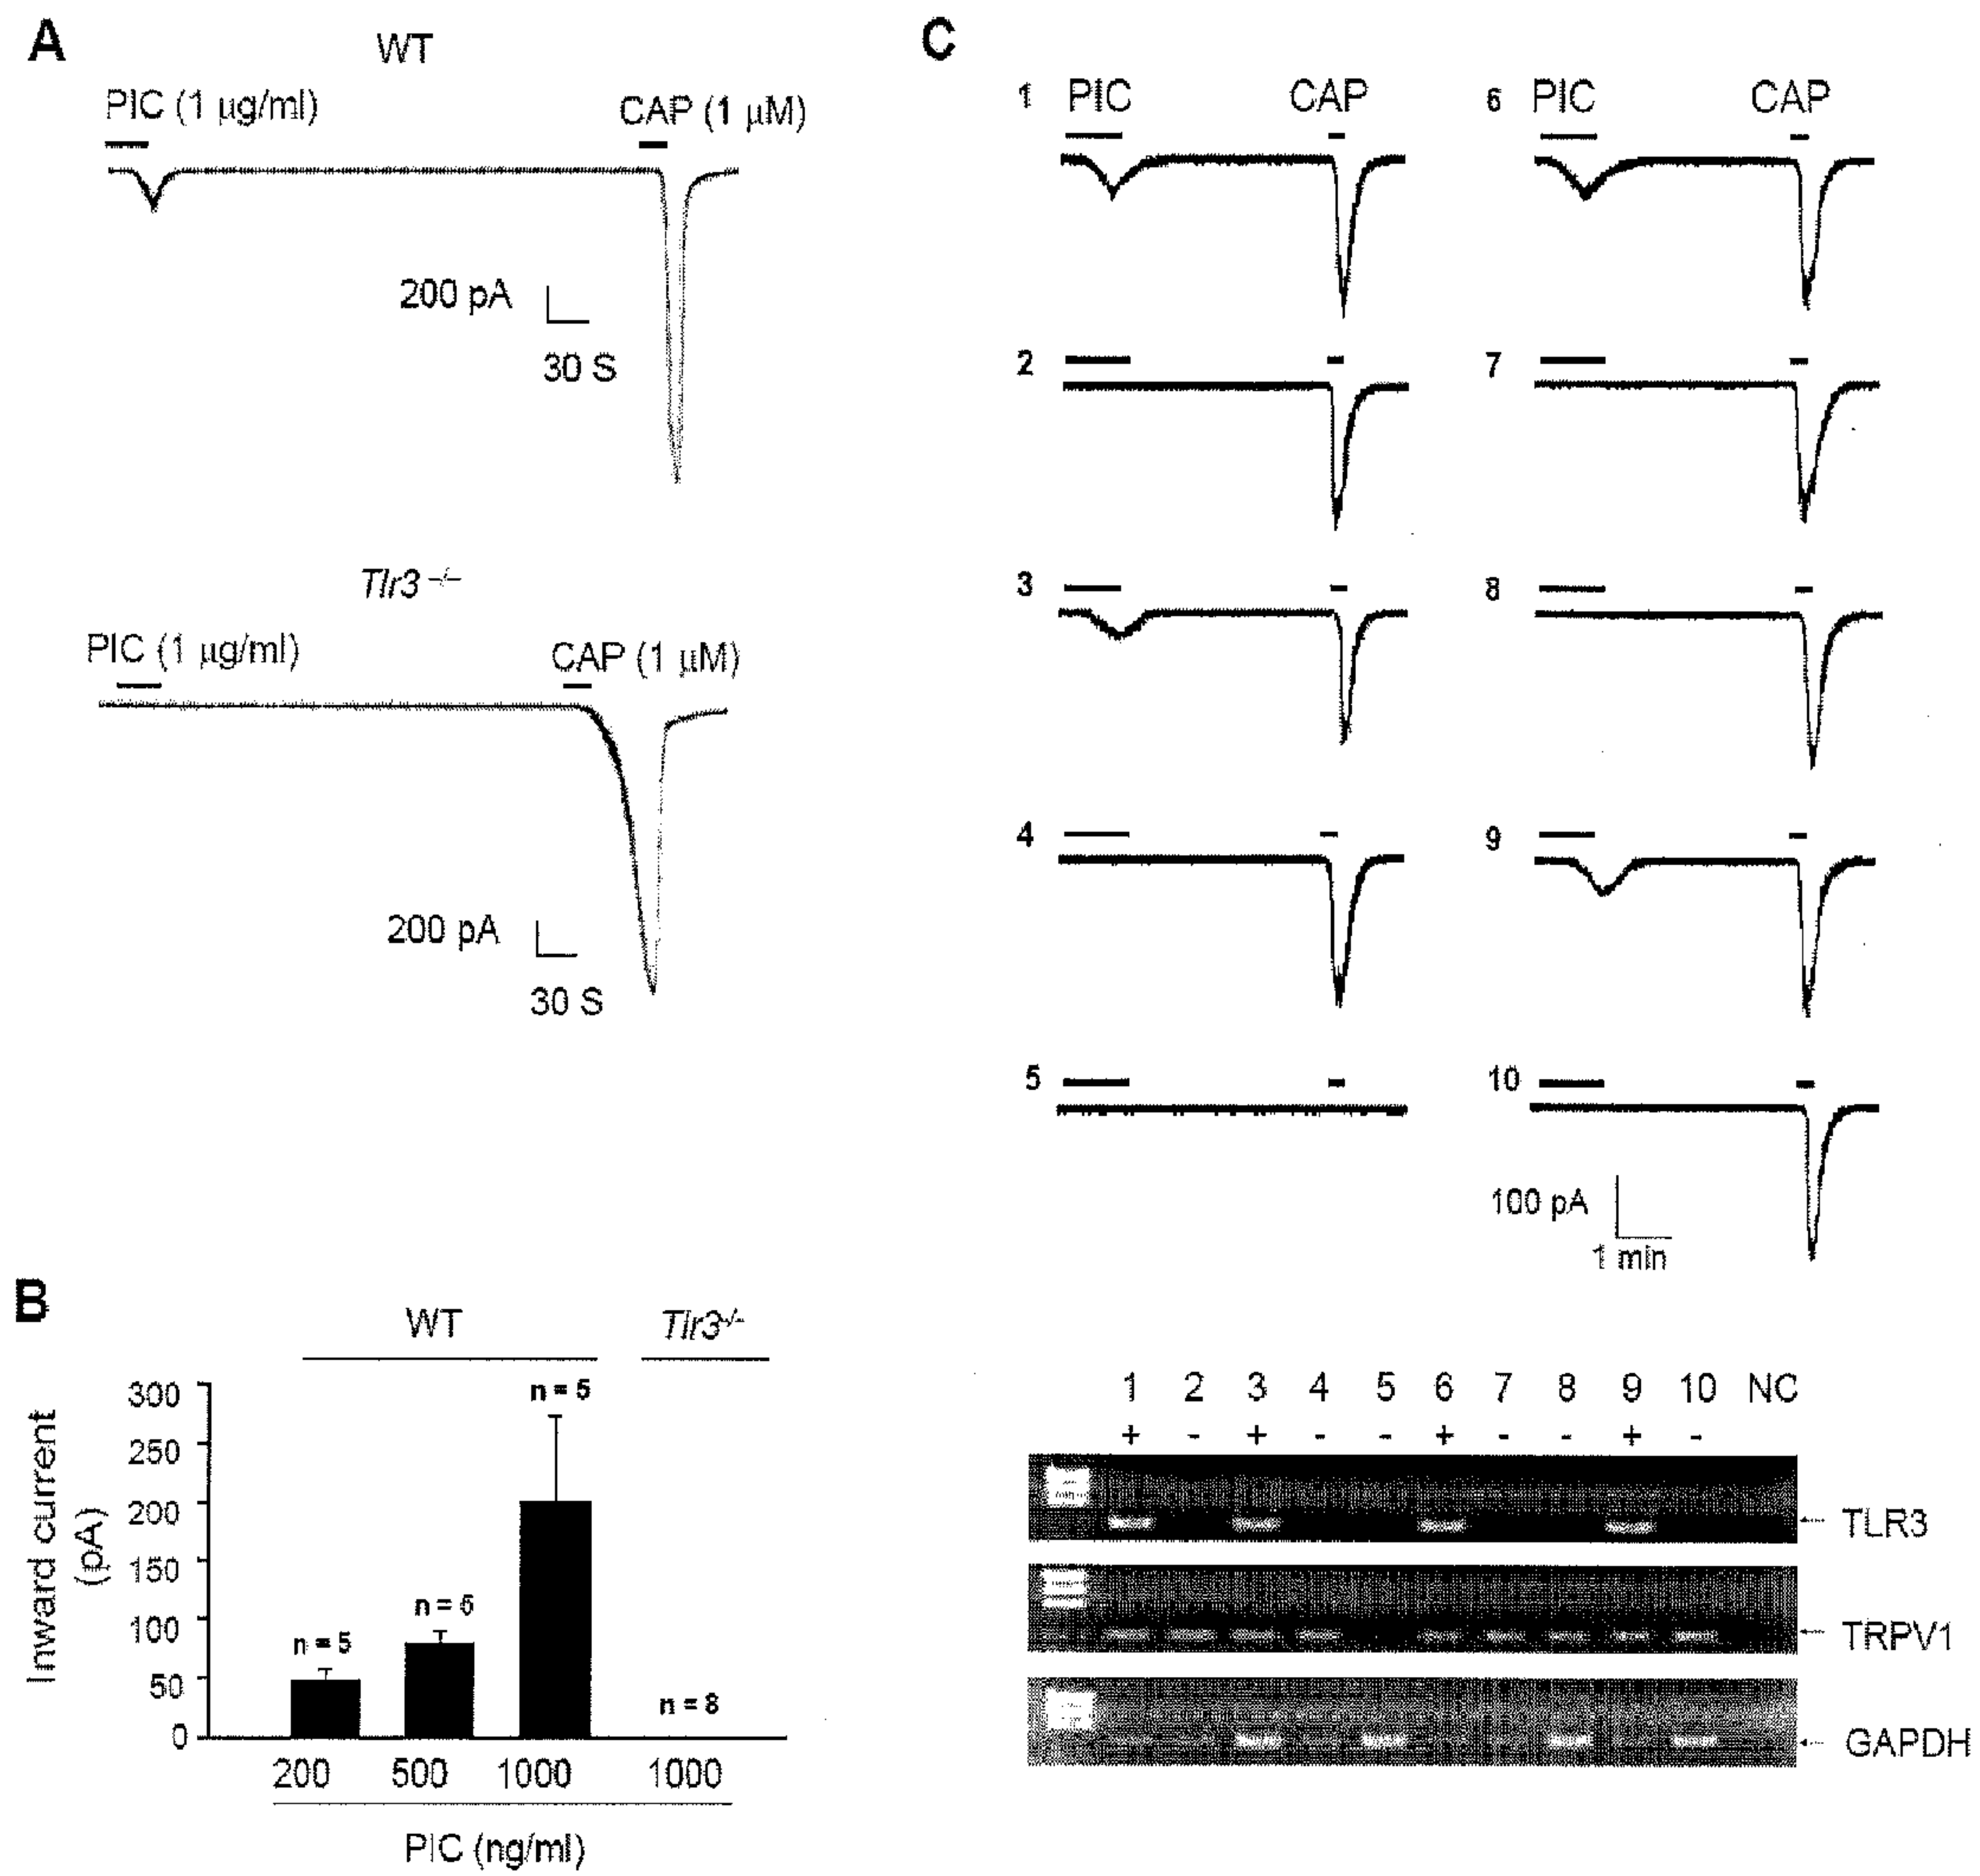 A
WT
PIC (1 µg/ml)
CAP (1 µM)
200 pA
30 S
Tlr3 -/-
PIC (1 µg/ml)
CAP (1 µM)
200 pA
30 S
B
WT
Tlr3-/-
Inward current
(pA)
300
250
200
150
100
50
0
n = 5
n = 6
n = 5
n = 8
200 500 1000 1000
PIC (ng/ml)
C
1 PIC CAP
6 PIC CAP
2
7
3
8
4
9
5
10
100 pA
1 min
1 2 3 4 5 6 7 8 9 10 NC
+ - + - - + - - + -
TLR3
TRPV1
GAPDH